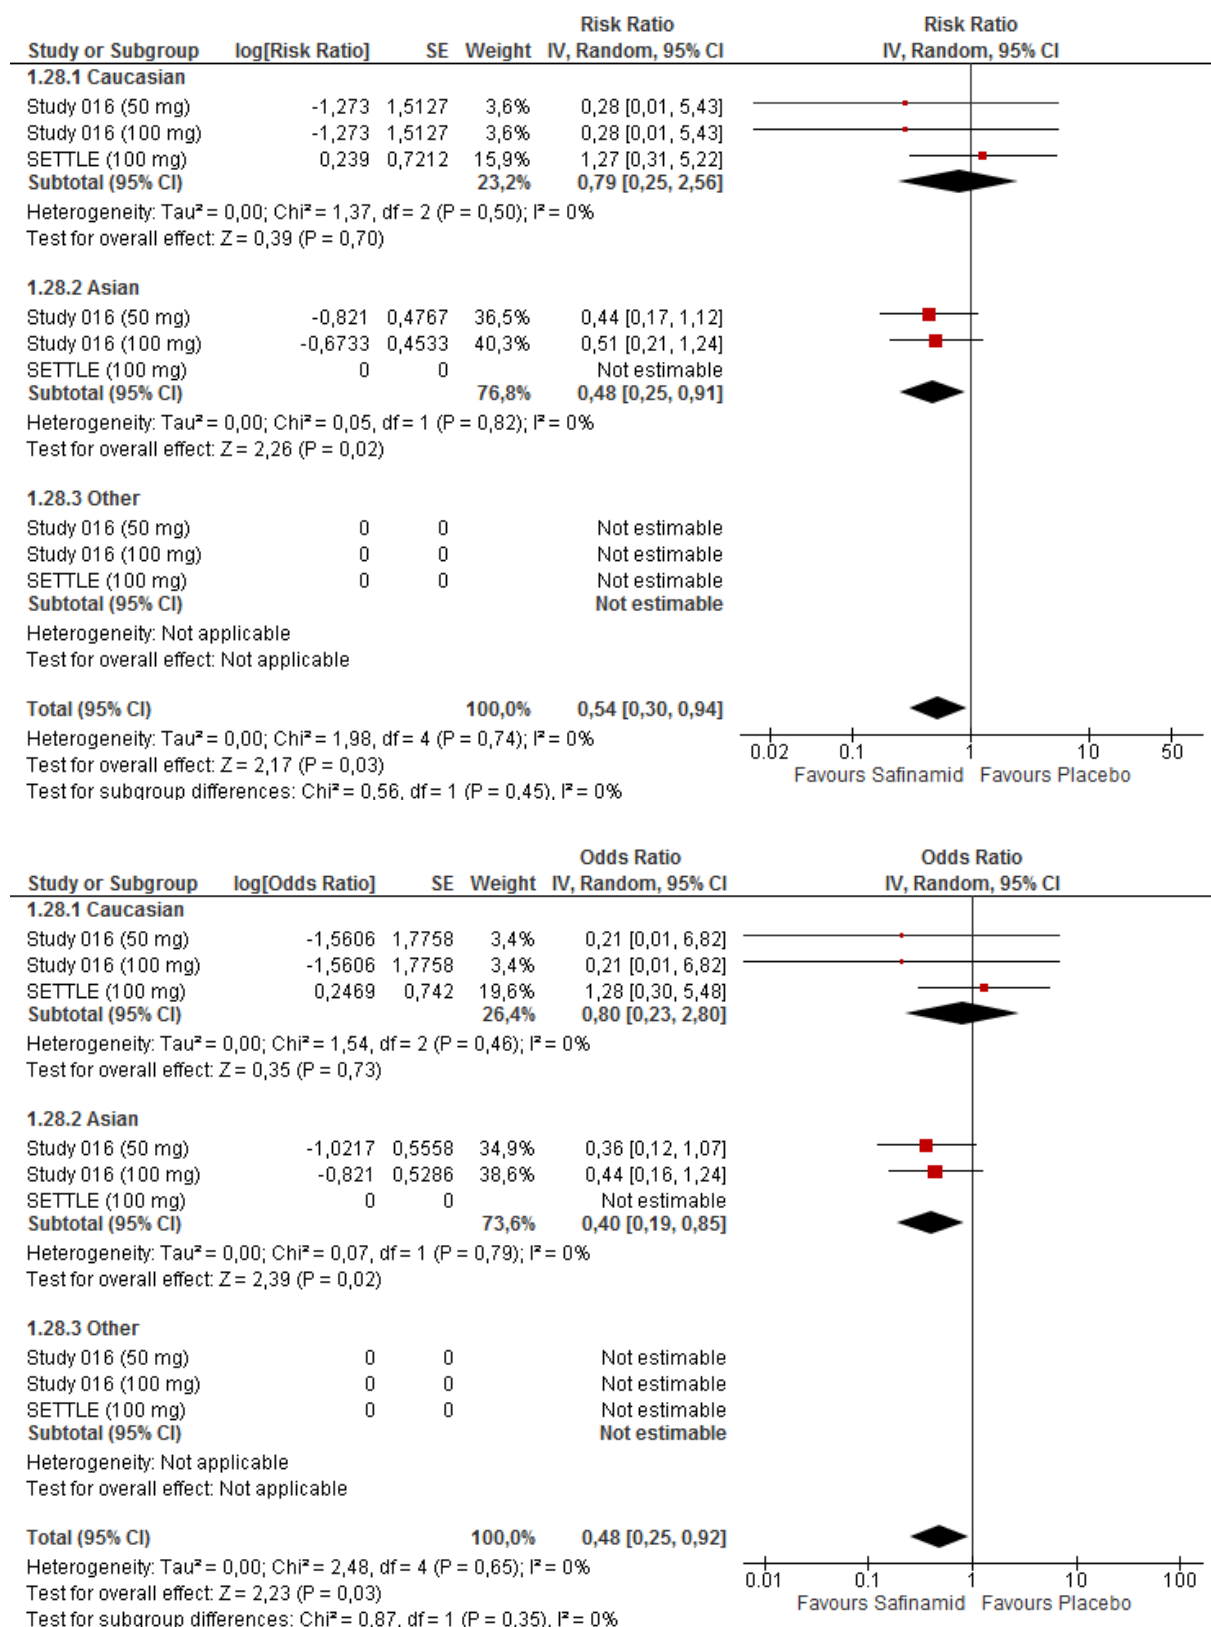 Risk Ratio Risk Ratio
Study or Subgroup log[Risk Ratio] SE Weight IV, Random, 95% CI IV, Random, 95% CI
1.28.1 Caucasian
Study 016 (50 mg) -1,273 1,5127 3,6% 0,28 [0,01, 5,43]
Study 016 (100 mg) -1,273 1,5127 3,6% 0,28 [0,01, 5,43]
SETTLE (100 mg) 0,239 0,7212 15,9% 1,27 [0,31, 5,22]
Subtotal (95% CI) 23,2% 0,79 [0,25, 2,56]
Heterogeneity: Tau² = 0,00; Chi² = 1,37, df = 2 (P = 0,50); I² = 0%
Test for overall effect: Z = 0,39 (P = 0,70)
1.28.2 Asian
Study 016 (50 mg) -0,821 0,4767 36,5% 0,44 [0,17, 1,12]
Study 016 (100 mg) -0,6733 0,4533 40,3% 0,51 [0,21, 1,24]
SETTLE (100 mg) 0 0 Not estimable
Subtotal (95% CI) 76,8% 0,48 [0,25, 0,91]
Heterogeneity: Tau² = 0,00; Chi² = 0,05, df = 1 (P = 0,82); I² = 0%
Test for overall effect: Z = 2,26 (P = 0,02)
1.28.3 Other
Study 016 (50 mg) 0 0 Not estimable
Study 016 (100 mg) 0 0 Not estimable
SETTLE (100 mg) 0 0 Not estimable
Subtotal (95% CI) Not estimable
Heterogeneity: Not applicable
Test for overall effect: Not applicable
Total (95% CI) 100,0% 0,54 [0,30, 0,94]
Heterogeneity: Tau² = 0,00; Chi² = 1,98, df = 4 (P = 0,74); I² = 0%
Test for overall effect: Z = 2,17 (P = 0,03)
Test for subgroup differences: Chi² = 0,56, df = 1 (P = 0,45), I² = 0%
0.02 0.1 1 10 50
Favours Safinamid Favours Placebo
Odds Ratio Odds Ratio
Study or Subgroup log[Odds Ratio] SE Weight IV, Random, 95% CI IV, Random, 95% CI
1.28.1 Caucasian
Study 016 (50 mg) -1,5606 1,7758 3,4% 0,21 [0,01, 6,82]
Study 016 (100 mg) -1,5606 1,7758 3,4% 0,21 [0,01, 6,82]
SETTLE (100 mg) 0,2469 0,742 19,6% 1,28 [0,30, 5,48]
Subtotal (95% CI) 26,4% 0,80 [0,23, 2,80]
Heterogeneity: Tau² = 0,00; Chi² = 1,54, df = 2 (P = 0,46); I² = 0%
Test for overall effect: Z = 0,35 (P = 0,73)
1.28.2 Asian
Study 016 (50 mg) -1,0217 0,5558 34,9% 0,36 [0,12, 1,07]
Study 016 (100 mg) -0,821 0,5286 38,6% 0,44 [0,16, 1,24]
SETTLE (100 mg) 0 0 Not estimable
Subtotal (95% CI) 73,6% 0,40 [0,19, 0,85]
Heterogeneity: Tau² = 0,00; Chi² = 0,07, df = 1 (P = 0,79); I² = 0%
Test for overall effect: Z = 2,39 (P = 0,02)
1.28.3 Other
Study 016 (50 mg) 0 0 Not estimable
Study 016 (100 mg) 0 0 Not estimable
SETTLE (100 mg) 0 0 Not estimable
Subtotal (95% CI) Not estimable
Heterogeneity: Not applicable
Test for overall effect: Not applicable
Total (95% CI) 100,0% 0,48 [0,25, 0,92]
Heterogeneity: Tau² = 0,00; Chi² = 2,48, df = 4 (P = 0,65); I² = 0%
Test for overall effect: Z = 2,23 (P = 0,03)
Test for subgroup differences: Chi² = 0,87, df = 1 (P = 0,35), I² = 0%
0.01 0.1 1 10 100
Favours Safinamid Favours Placebo